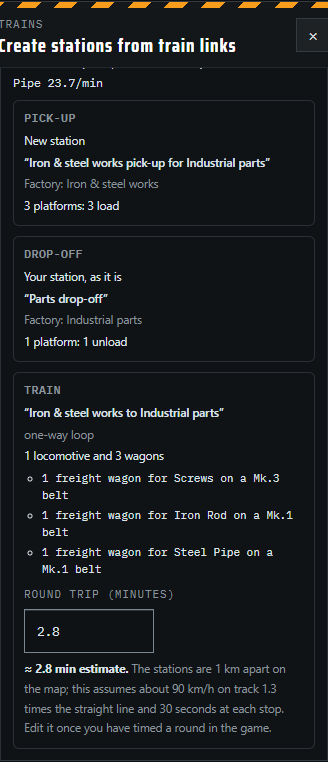 TRAINS
Create stations from train links
×
Pipe 23.7/min
PICK-UP
New station
“Iron & steel works pick-up for Industrial parts”
Factory: Iron & steel works
3 platforms: 3 load
DROP-OFF
Your station, as it is
“Parts drop-off”
Factory: Industrial parts
1 platform: 1 unload
TRAIN
“Iron & steel works to Industrial parts”
one-way loop
1 locomotive and 3 wagons
1 freight wagon for Screws on a Mk.3
belt
1 freight wagon for Iron Rod on a Mk.1
belt
1 freight wagon for Steel Pipe on a
Mk.1 belt
ROUND TRIP (MINUTES)
2.8
≈ 2.8 min estimate. The stations are 1 km apart on
the map; this assumes about 90 km/h on track 1.3
times the straight line and 30 seconds at each stop.
Edit it once you have timed a round in the game.